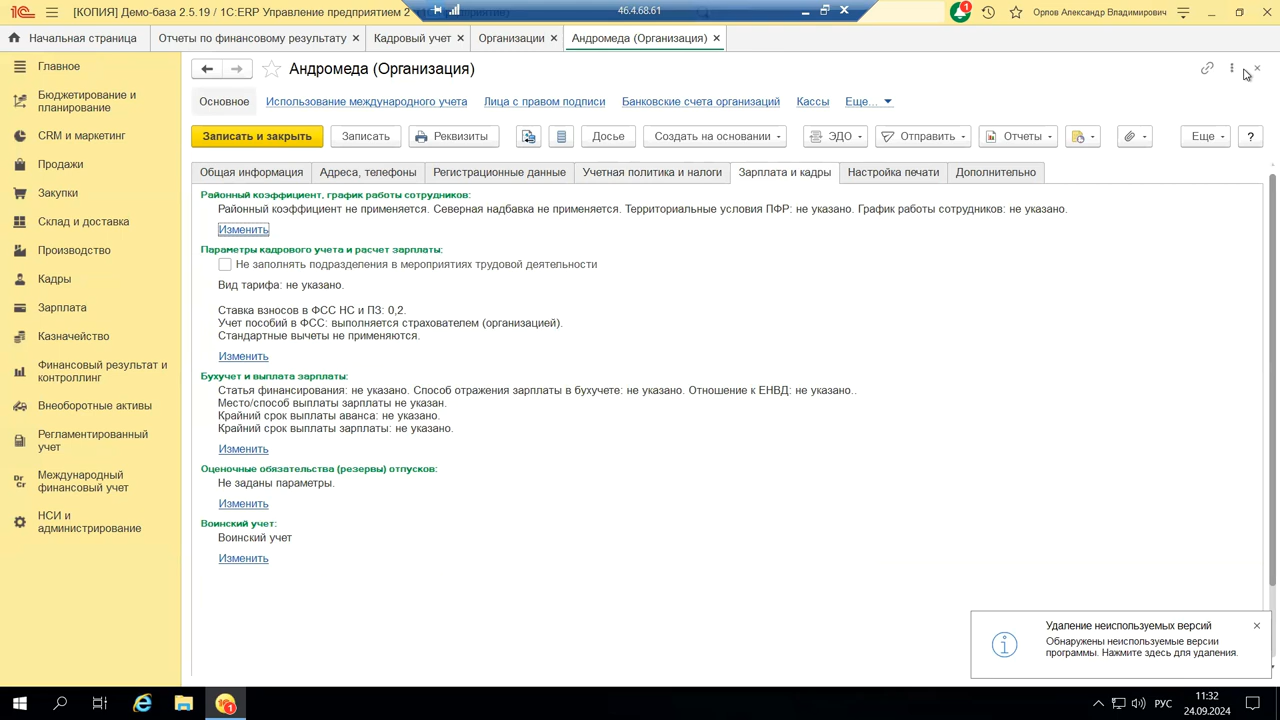 [КОПИЯ] Демо-база 2.5.19 / 1С:ERP Управление предприятием 2
46.4.68.61
1
Орлов Александр Владимирович
Начальная страница
Отчеты по финансовому результату
Кадровый учет
Организации
Андромеда (Организация)
Главное
Бюджетирование и
планирование
CRM и маркетинг
Продажи
Закупки
Склад и доставка
Производство
Кадры
Зарплата
Казначейство
Финансовый результат и
контроллинг
Внеоборотные активы
Регламентированный
учет
Dr
Cr
Международный
финансовый учет
НСИ и
администрирование
Андромеда (Организация)
Основное
Использование международного учета
Лица с правом подписи
Банковские счета организаций
Кассы
Еще...
Записать и закрыть
Записать
Реквизиты
Досье
Создать на основании
ЭДО
Отправить
Отчеты
Еще
?
Общая информация
Адреса, телефоны
Регистрационные данные
Учетная политика и налоги
Зарплата и кадры
Настройка печати
Дополнительно
Районный коэффициент, график работы сотрудников:
Районный коэффициент не применяется. Северная надбавка не применяется. Территориальные условия ПФР: не указано. График работы сотрудников: не указано.
Изменить
Параметры кадрового учета и расчет зарплаты:
Не заполнять подразделения в мероприятиях трудовой деятельности
Вид тарифа: не указано.
Ставка взносов в ФСС НС и ПЗ: 0,2.
Учет пособий в ФСС: выполняется страхователем (организацией).
Стандартные вычеты не применяются.
Изменить
Бухучет и выплата зарплаты:
Статья финансирования: не указано. Способ отражения зарплаты в бухучете: не указано. Отношение к ЕНВД: не указано..
Место/способ выплаты зарплаты не указан.
Крайний срок выплаты аванса: не указано.
Крайний срок выплаты зарплаты: не указано.
Изменить
Оценочные обязательства (резервы) отпусков:
Не заданы параметры.
Изменить
Воинский учет:
Воинский учет
Изменить
Удаление неиспользуемых версий
Обнаружены неиспользуемые версии
программы. Нажмите здесь для удаления.
1
РУС
11:32
24.09.2024